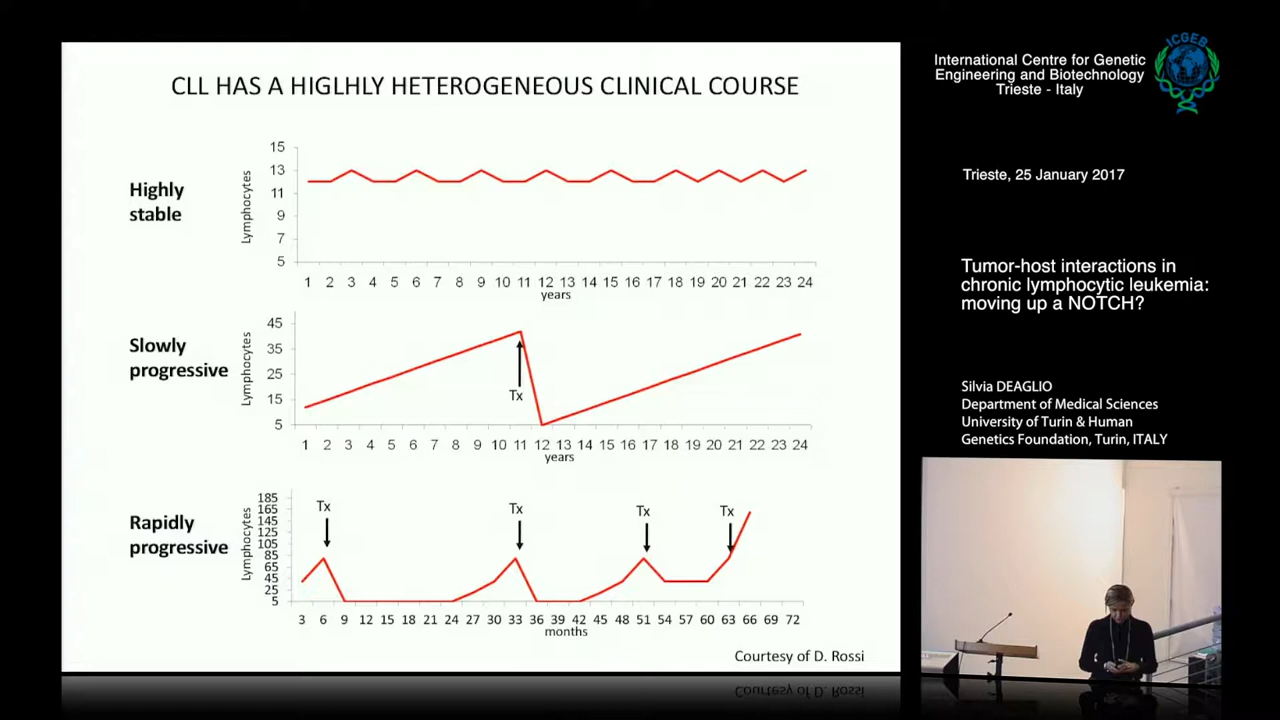 CLL HAS A HIGLHLY HETEROGENEOUS CLINICAL COURSE
Highly
stable
Lymphocytes
15
13
11
9
7
5
1 2 3 4 5 6 7 8 9 10 11 12 13 14 15 16 17 18 19 20 21 22 23 24
years
Slowly
progressive
Lymphocytes
45
35
25
15
5
Tx
1 2 3 4 5 6 7 8 9 10 11 12 13 14 15 16 17 18 19 20 21 22 23 24
years
Rapidly
progressive
Lymphocytes
185
165
145
125
105
85
65
45
25
5
Tx Tx Tx Tx
3 6 9 12 15 18 21 24 27 30 33 36 39 42 45 48 51 54 57 60 63 66 69 72
months
Courtesy of D. Rossi
Courtesy of D. Rossi
International Centre for Genetic
Engineering and Biotechnology
Trieste - Italy
ICGEB
Trieste, 25 January 2017
Tumor-host interactions in
chronic lymphocytic leukemia:
moving up a NOTCH?
Silvia DEAGLIO
Department of Medical Sciences
University of Turin & Human
Genetics Foundation, Turin, ITALY